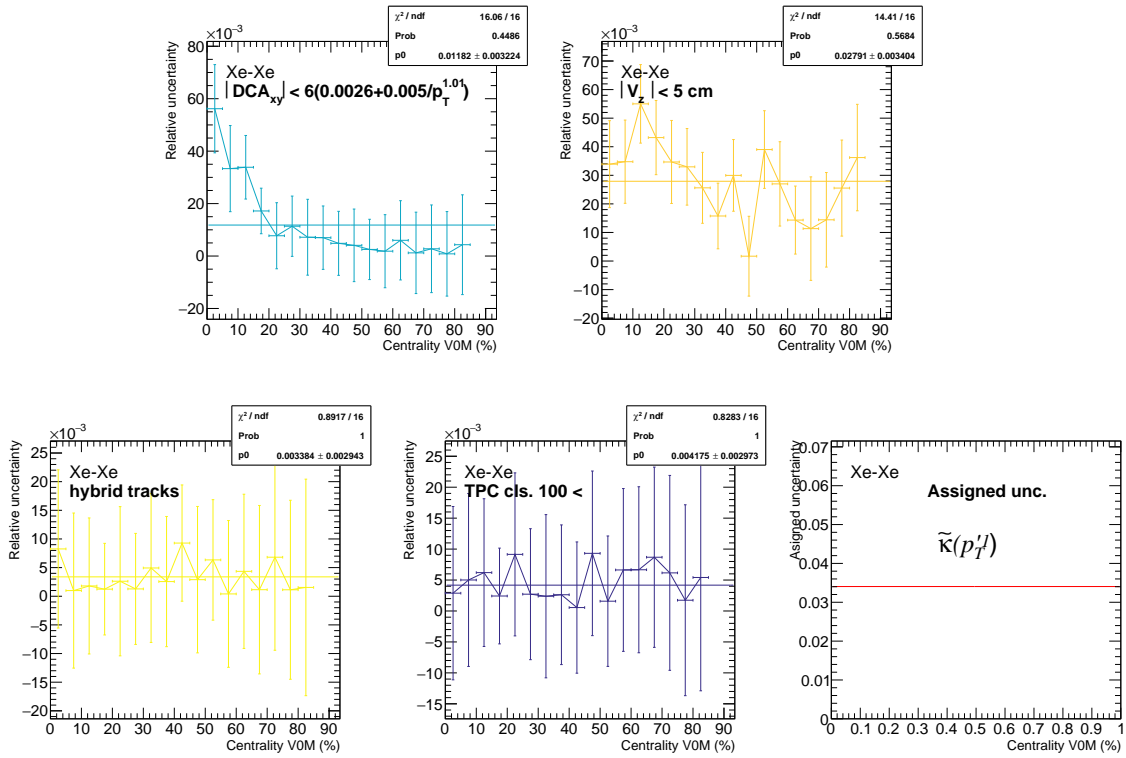 χ² / ndf 16.06 / 16
Prob 0.4486
p0 0.01182 ± 0.003224
×10⁻³
Xe-Xe
|DCAxy| < 6(0.0026+0.005/pT^1.01)
Relative uncertainty
80
60
40
20
0
−20
0 10 20 30 40 50 60 70 80 90
Centrality V0M (%)
χ² / ndf 14.41 / 16
Prob 0.5684
p0 0.02791 ± 0.003404
×10⁻³
Xe-Xe
|Vz| < 5 cm
Relative uncertainty
70
60
50
40
30
20
10
0
−10
−20
0 10 20 30 40 50 60 70 80 90
Centrality V0M (%)
χ² / ndf 0.8917 / 16
Prob 1
p0 0.003384 ± 0.002943
×10⁻³
Xe-Xe
hybrid tracks
Relative uncertainty
25
20
15
10
5
0
−5
−10
−15
−20
0 10 20 30 40 50 60 70 80 90
Centrality V0M (%)
χ² / ndf 0.8283 / 16
Prob 1
p0 0.004175 ± 0.002973
×10⁻³
Xe-Xe
TPC cls. 100 <
Relative uncertainty
25
20
15
10
5
0
−5
−10
−15
0 10 20 30 40 50 60 70 80 90
Centrality V0M (%)
Xe-Xe
Assigned unc.
κ̃(p′T^I)
Asigned uncertainty
0.07
0.06
0.05
0.04
0.03
0.02
0.01
0
0 0.1 0.2 0.3 0.4 0.5 0.6 0.7 0.8 0.9 1
Centrality V0M (%)